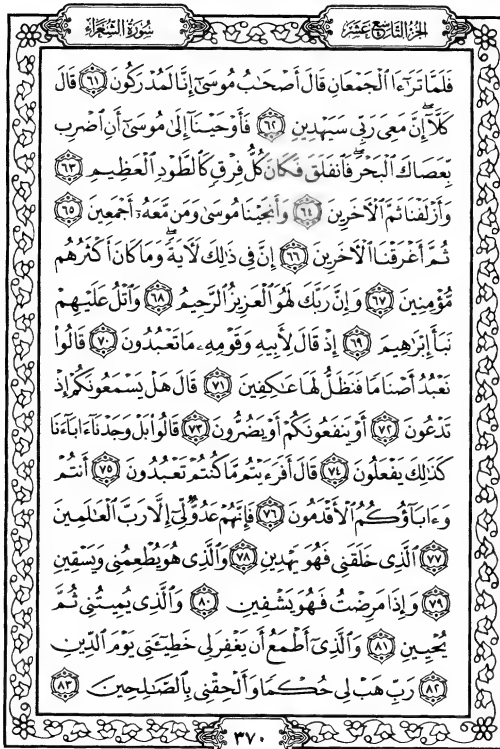 الجزء التاسع عشر
سورة الشعراء
فَلَمَّا تَرَٰٓءَا ٱلۡجَمۡعَانِ قَالَ أَصۡحَٰبُ مُوسَىٰٓ إِنَّا لَمُدۡرَكُونَ ٦١ قَالَ
كَلَّآۖ إِنَّ مَعِيَ رَبِّي سَيَهۡدِينِ ٦٢ فَأَوۡحَيۡنَآ إِلَىٰ مُوسَىٰٓ أَنِ ٱضۡرِب
بِّعَصَاكَ ٱلۡبَحۡرَۖ فَٱنفَلَقَ فَكَانَ كُلُّ فِرۡقٖ كَٱلطَّوۡدِ ٱلۡعَظِيمِ ٦٣
وَأَزۡلَفۡنَا ثَمَّ ٱلۡأٓخَرِينَ ٦٤ وَأَنجَيۡنَا مُوسَىٰ وَمَن مَّعَهُۥٓ أَجۡمَعِينَ ٦٥
ثُمَّ أَغۡرَقۡنَا ٱلۡأٓخَرِينَ ٦٦ إِنَّ فِي ذَٰلِكَ لَأٓيَةٗۖ وَمَا كَانَ أَكۡثَرُهُم
مُّؤۡمِنِينَ ٦٧ وَإِنَّ رَبَّكَ لَهُوَ ٱلۡعَزِيزُ ٱلرَّحِيمُ ٦٨ وَٱتۡلُ عَلَيۡهِمۡ
نَبَأَ إِبۡرَٰهِيمَ ٦٩ إِذۡ قَالَ لِأَبِيهِ وَقَوۡمِهِۦ مَا تَعۡبُدُونَ ٧٠ قَالُواْ
نَعۡبُدُ أَصۡنَامٗا فَنَظَلُّ لَهَا عَٰكِفِينَ ٧١ قَالَ هَلۡ يَسۡمَعُونَكُمۡ إِذۡ
تَدۡعُونَ ٧٢ أَوۡ يَنفَعُونَكُمۡ أَوۡ يَضُرُّونَ ٧٣ قَالُواْ بَلۡ وَجَدۡنَآ ءَابَآءَنَا
كَذَٰلِكَ يَفۡعَلُونَ ٧٤ قَالَ أَفَرَءَيۡتُم مَّا كُنتُمۡ تَعۡبُدُونَ ٧٥ أَنتُمۡ
وَءَابَآؤُكُمُ ٱلۡأَقۡدَمُونَ ٧٦ فَإِنَّهُمۡ عَدُوّٞ لِّيٓ إِلَّا رَبَّ ٱلۡعَٰلَمِينَ
٧٧ ٱلَّذِي خَلَقَنِي فَهُوَ يَهۡدِينِ ٧٨ وَٱلَّذِي هُوَ يُطۡعِمُنِي وَيَسۡقِينِ
٧٩ وَإِذَا مَرِضۡتُ فَهُوَ يَشۡفِينِ ٨٠ وَٱلَّذِي يُمِيتُنِي ثُمَّ
يُحۡيِينِ ٨١ وَٱلَّذِيٓ أَطۡمَعُ أَن يَغۡفِرَ لِي خَطِيٓـَٔتِي يَوۡمَ ٱلدِّينِ
٨٢ رَبِّ هَبۡ لِي حُكۡمٗا وَأَلۡحِقۡنِي بِٱلصَّٰلِحِينَ ٨٣
٣٧٠